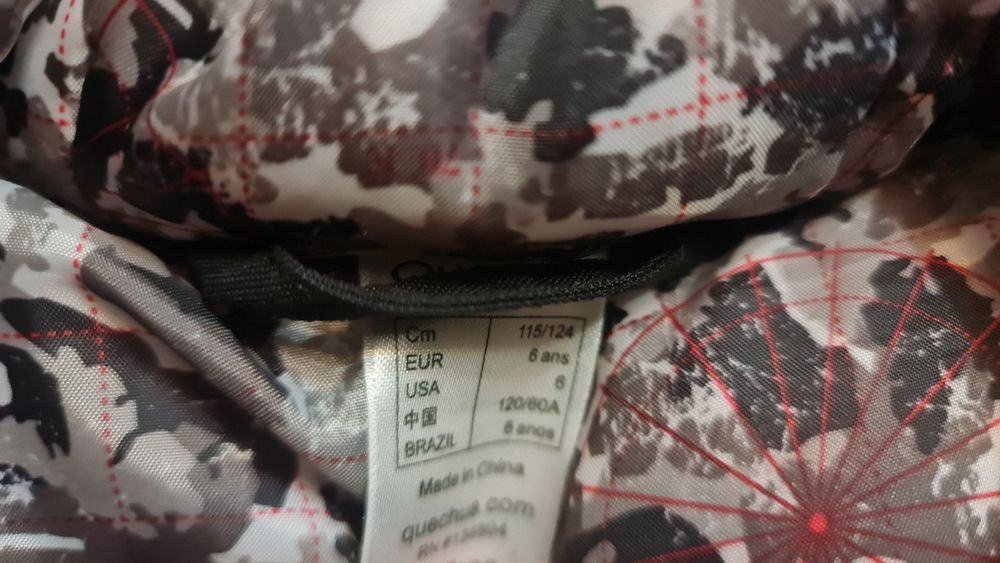 Cm 115/124
EUR 6 ans
USA 6
中国 120/60A
BRAZIL 6 anos
Made in China
quechua.com